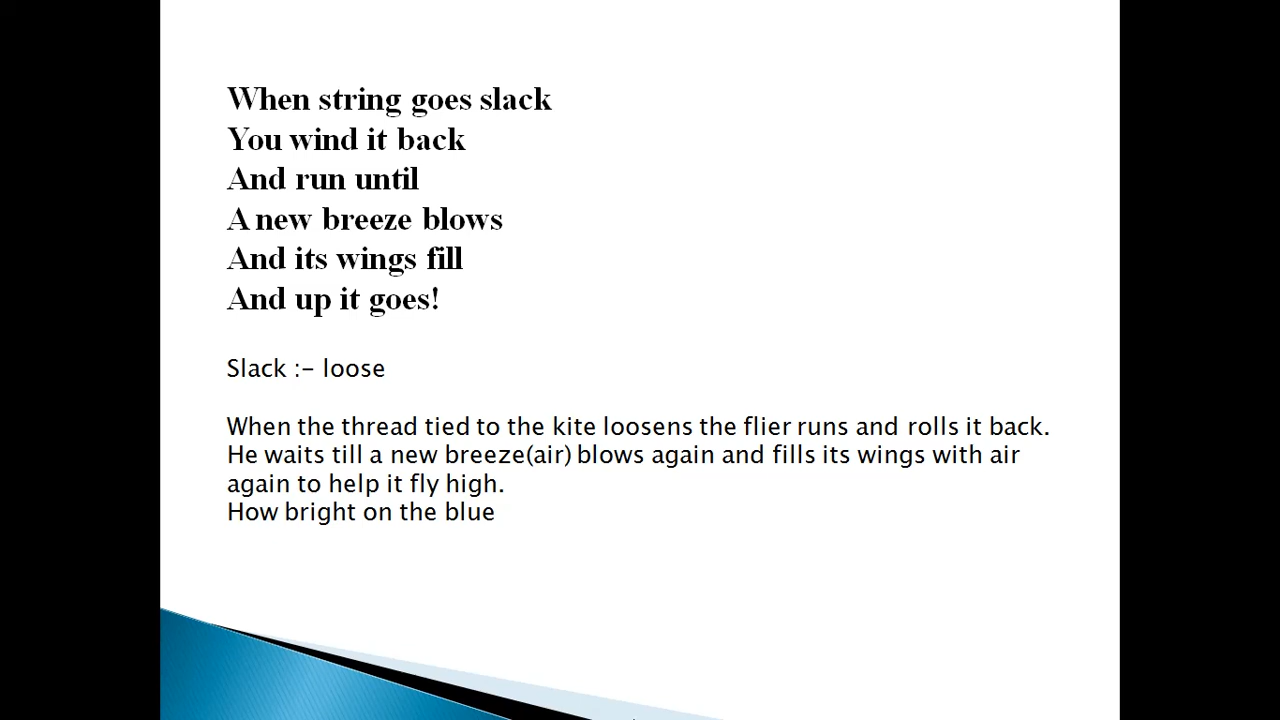 When string goes slack
You wind it back
And run until
A new breeze blows
And its wings fill
And up it goes!
Slack :- loose
When the thread tied to the kite loosens the flier runs and rolls it back.
He waits till a new breeze(air) blows again and fills its wings with air
again to help it fly high.
How bright on the blue